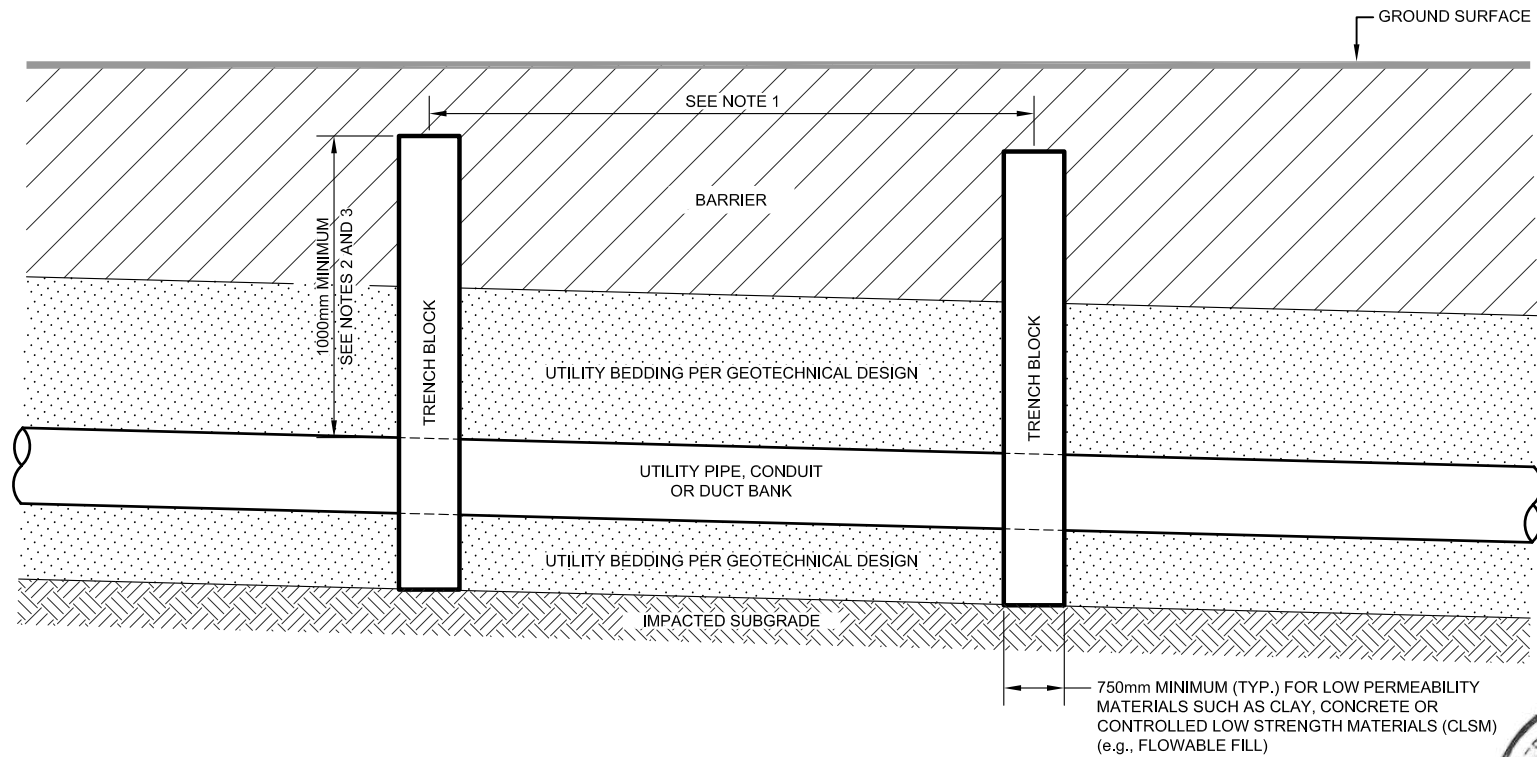 GROUND SURFACE
SEE NOTE 1
BARRIER
1000mm MINIMUM
SEE NOTES 2 AND 3
TRENCH BLOCK
TRENCH BLOCK
UTILITY BEDDING PER GEOTECHNICAL DESIGN
UTILITY PIPE, CONDUIT
OR DUCT BANK
UTILITY BEDDING PER GEOTECHNICAL DESIGN
IMPACTED SUBGRADE
750mm MINIMUM (TYP.) FOR LOW PERMEABILITY
MATERIALS SUCH AS CLAY, CONCRETE OR
CONTROLLED LOW STRENGTH MATERIALS (CLSM)
(e.g., FLOWABLE FILL)